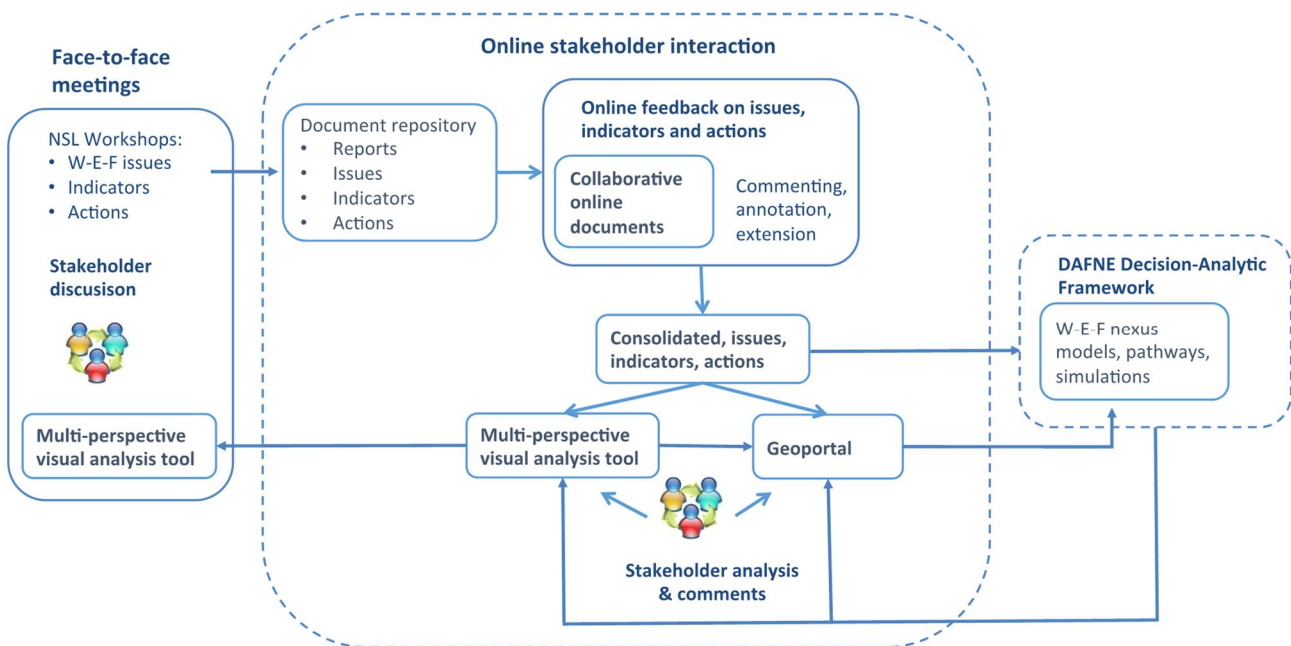 Online stakeholder interaction
Face-to-face
meetings
NSL Workshops:
• W-E-F issues
• Indicators
• Actions
Stakeholder
discusison
Multi-perspective
visual analysis tool
Document repository
• Reports
• Issues
• Indicators
• Actions
Online feedback on issues,
indicators and actions
Collaborative
online
documents
Commenting,
annotation,
extension
Consolidated, issues,
indicators, actions
Multi-perspective
visual analysis tool
Geoportal
Stakeholder analysis
& comments
DAFNE Decision-Analytic
Framework
W-E-F nexus
models, pathways,
simulations